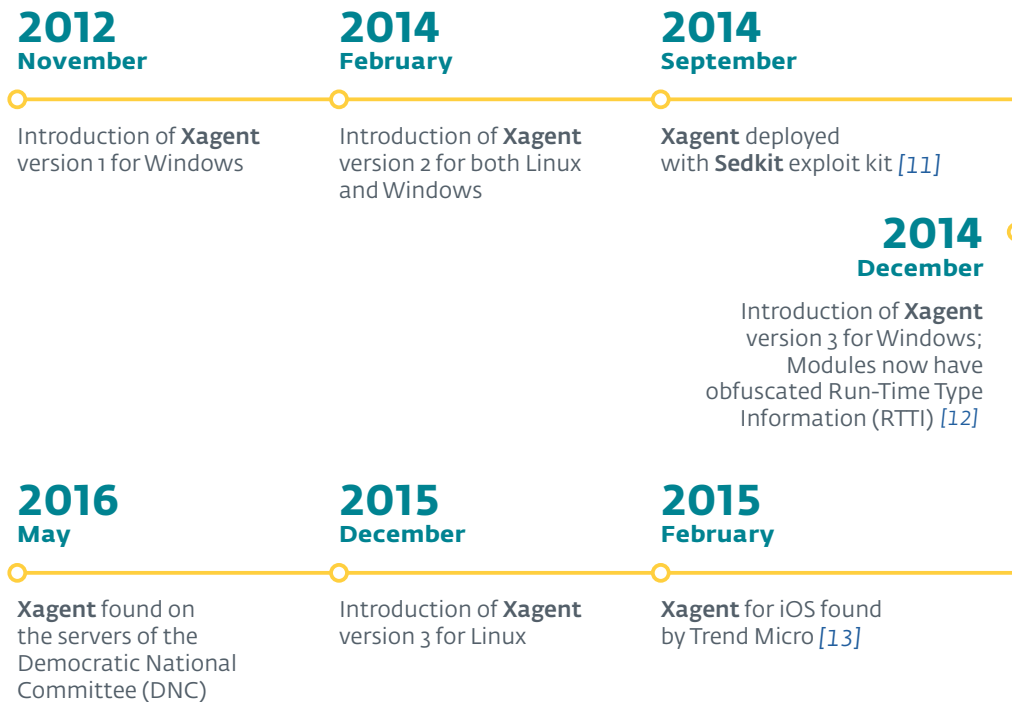 2012
November
Introduction of Xagent
version 1 for Windows
2014
February
Introduction of Xagent
version 2 for both Linux
and Windows
2014
September
Xagent deployed
with Sedkit exploit kit [11]
2014
December
Introduction of Xagent
version 3 for Windows;
Modules now have
obfuscated Run-Time Type
Information (RTTI) [12]
2015
February
Xagent for iOS found
by Trend Micro [13]
2015
December
Introduction of Xagent
version 3 for Linux
2016
May
Xagent found on
the servers of the
Democratic National
Committee (DNC)